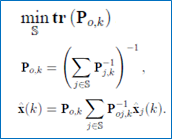 min tr (P_{o,k})
𝕊
P_{o,k} = ( ∑_{j∈𝕊} P_{j,k}^{-1} )^{-1},
x̂(k) = P_{o,k} ∑_{j∈𝕊} P_{oj,k}^{-1} x̂_j(k).